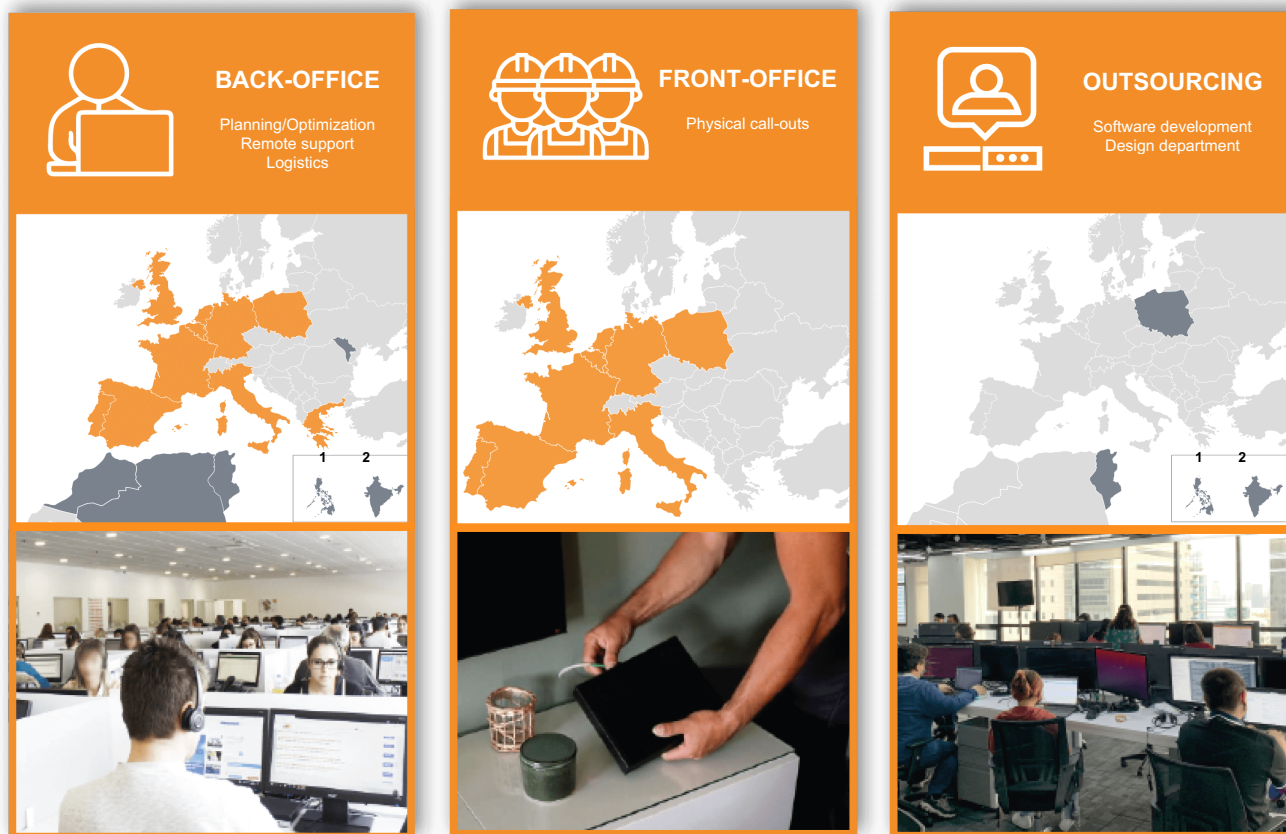 BACK-OFFICE
Planning/Optimization
Remote support
Logistics
1 2
FRONT-OFFICE
Physical call-outs
OUTSOURCING
Software development
Design department
1 2